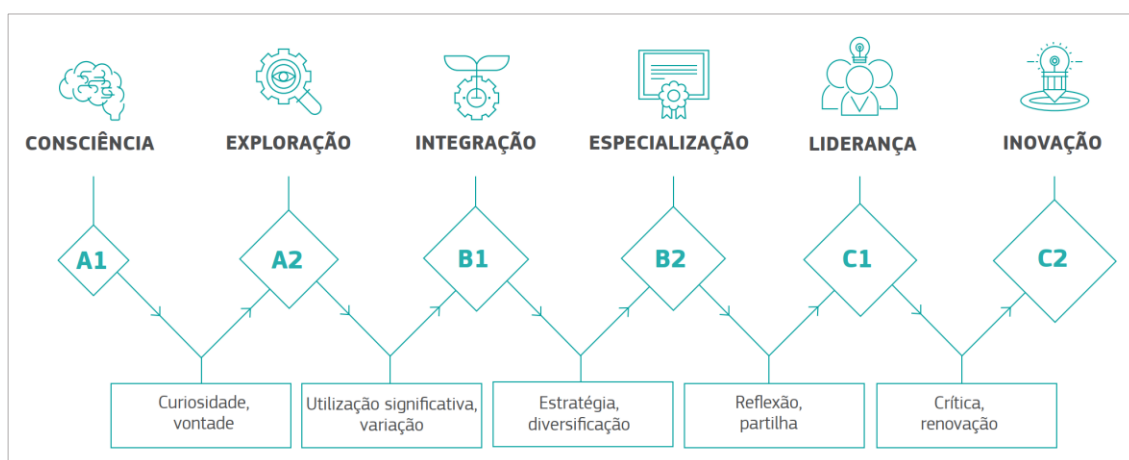 CONSCIÊNCIA
EXPLORAÇÃO
INTEGRAÇÃO
ESPECIALIZAÇÃO
LIDERANÇA
INOVAÇÃO
A1
A2
B1
B2
C1
C2
Curiosidade,
vontade
Utilização significativa,
variação
Estratégia,
diversificação
Reflexão,
partilha
Crítica,
renovação